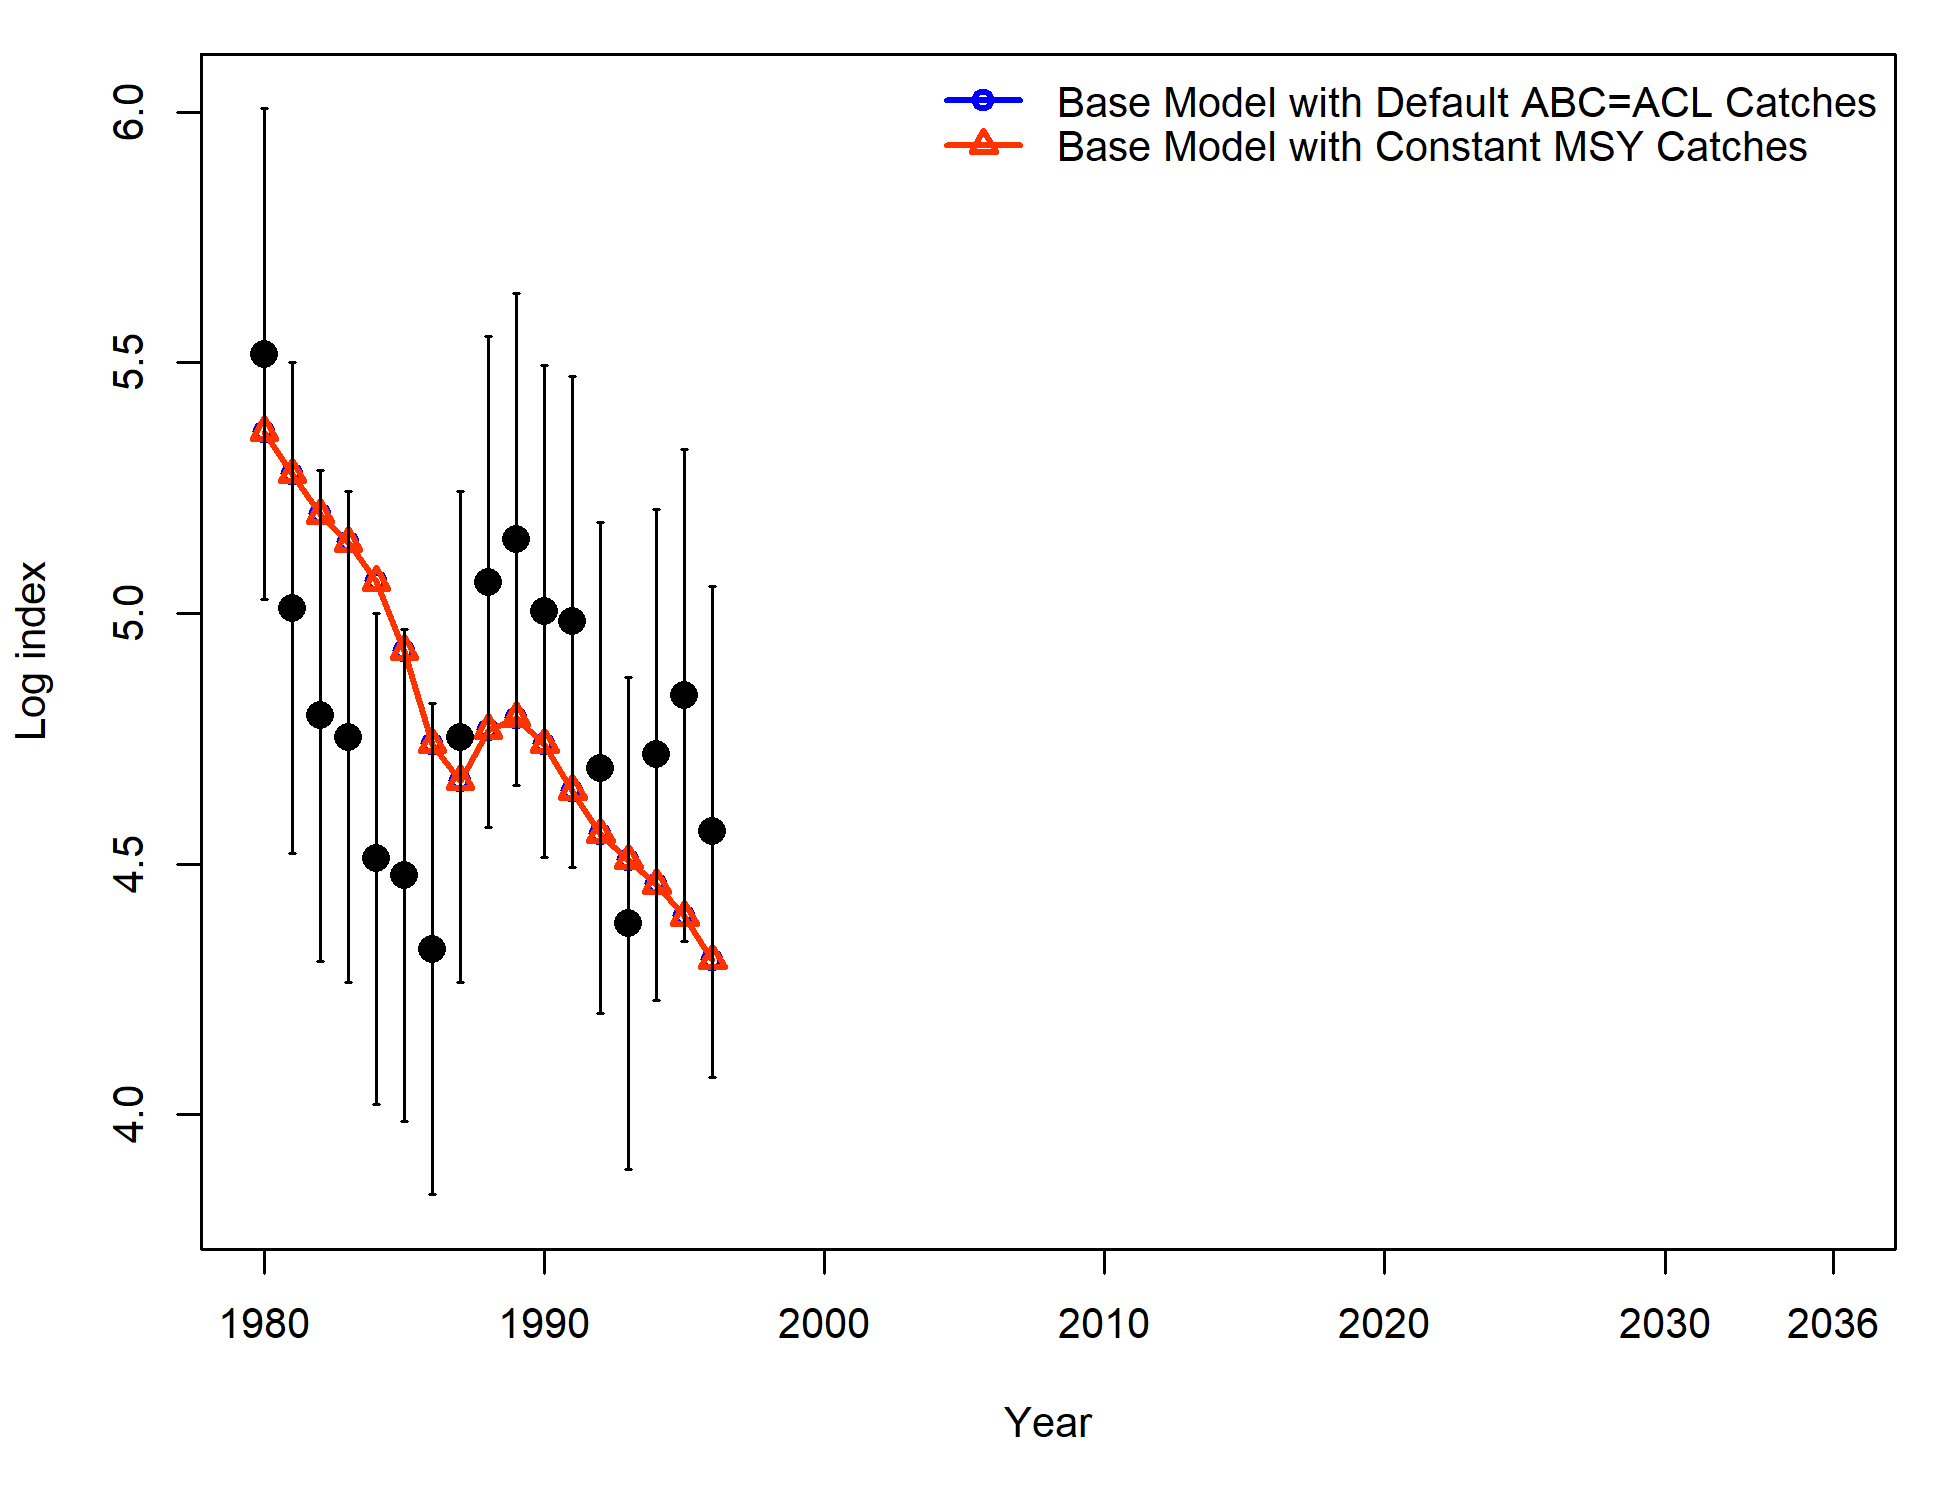 Base Model with Default ABC=ACL Catches
Base Model with Constant MSY Catches
6.0
5.5
5.0
4.5
4.0
Log index
1980 1990 2000 2010 2020 2030 2036
Year